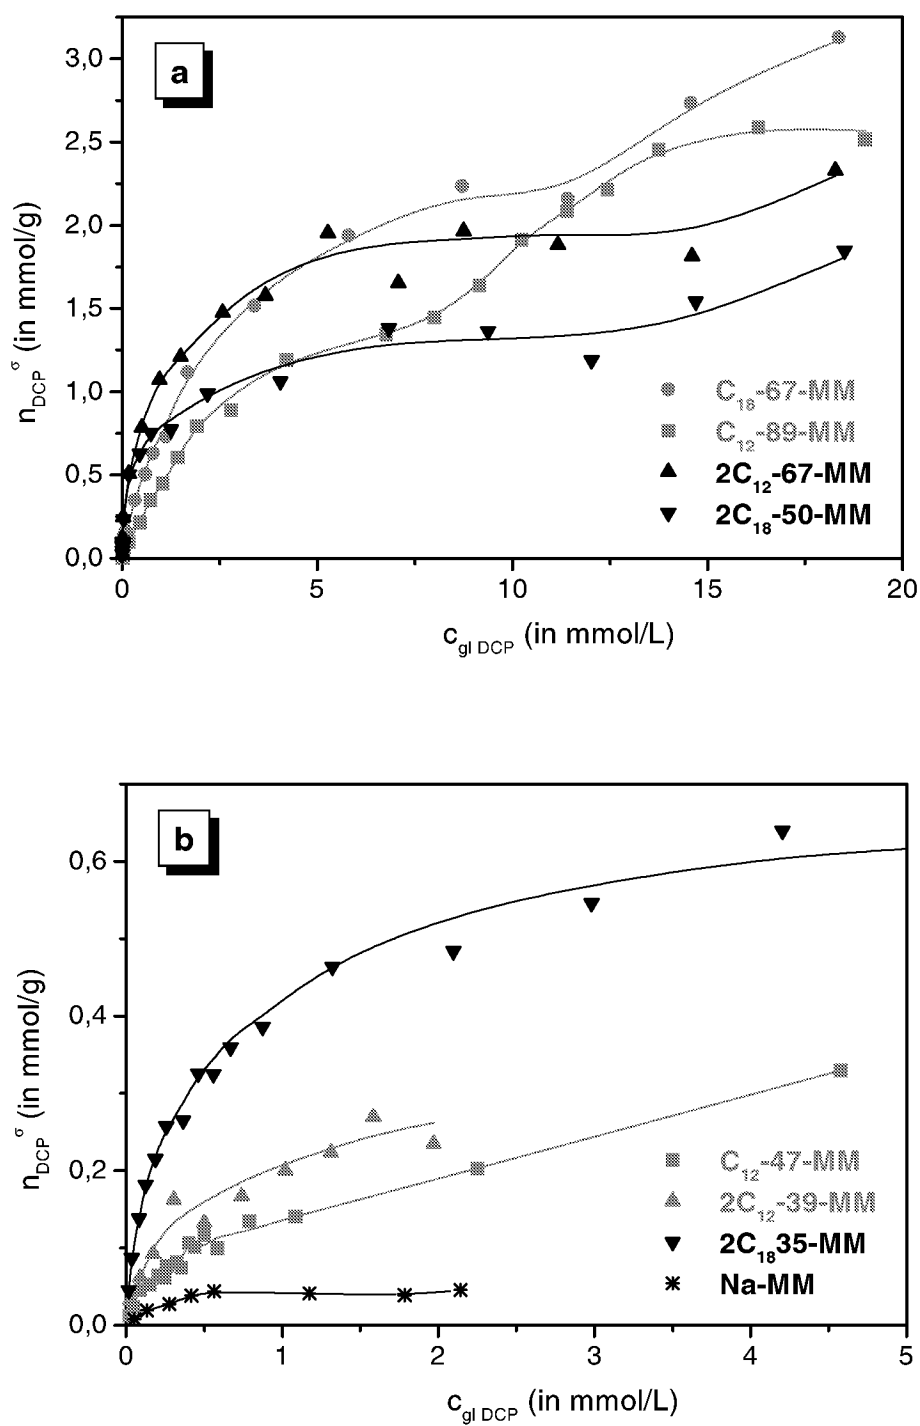 a
3,0
2,5
2,0
1,5
1,0
0,5
0,0
n_DCP^σ (in mmol/g)
C₁₈-67-MM
C₁₂-89-MM
2C₁₂-67-MM
2C₁₈-50-MM
0 5 10 15 20
c_gl DCP (in mmol/L)
b
0,6
0,4
0,2
0,0
n_DCP^σ (in mmol/g)
C₁₂-47-MM
2C₁₂-39-MM
2C₁₈35-MM
Na-MM
0 1 2 3 4 5
c_gl DCP (in mmol/L)